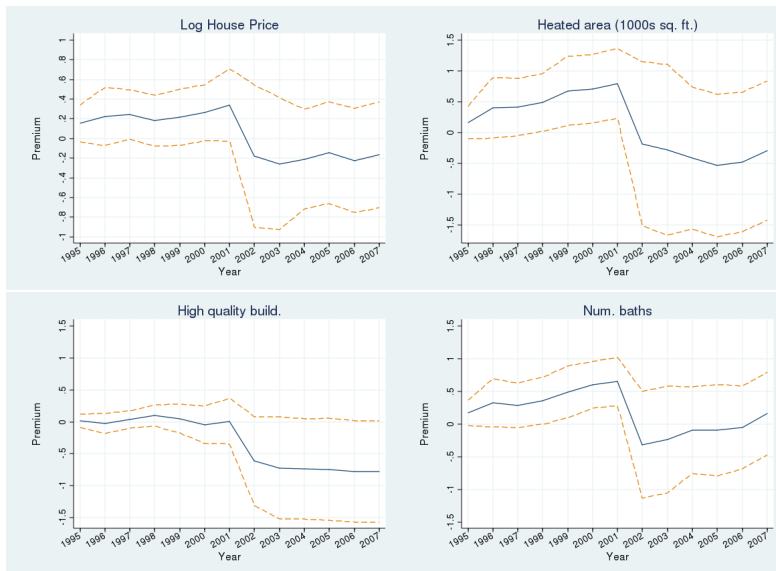 Log House Price
Premium
1 .8 .6 .4 .2 0 -.2 -.4 -.6 -.8 -1
1995 1996 1997 1998 1999 2000 2001 2002 2003 2004 2005 2006 2007
Year
Heated area (1000s sq. ft.)
Premium
1.5 1 .5 0 -.5 -1 -1.5
1995 1996 1997 1998 1999 2000 2001 2002 2003 2004 2005 2006 2007
Year
High quality build.
Premium
1.5 1 .5 0 -.5 -1 -1.5
1995 1996 1997 1998 1999 2000 2001 2002 2003 2004 2005 2006 2007
Year
Num. baths
Premium
1.5 1 .5 0 -.5 -1 -1.5
1995 1996 1997 1998 1999 2000 2001 2002 2003 2004 2005 2006 2007
Year